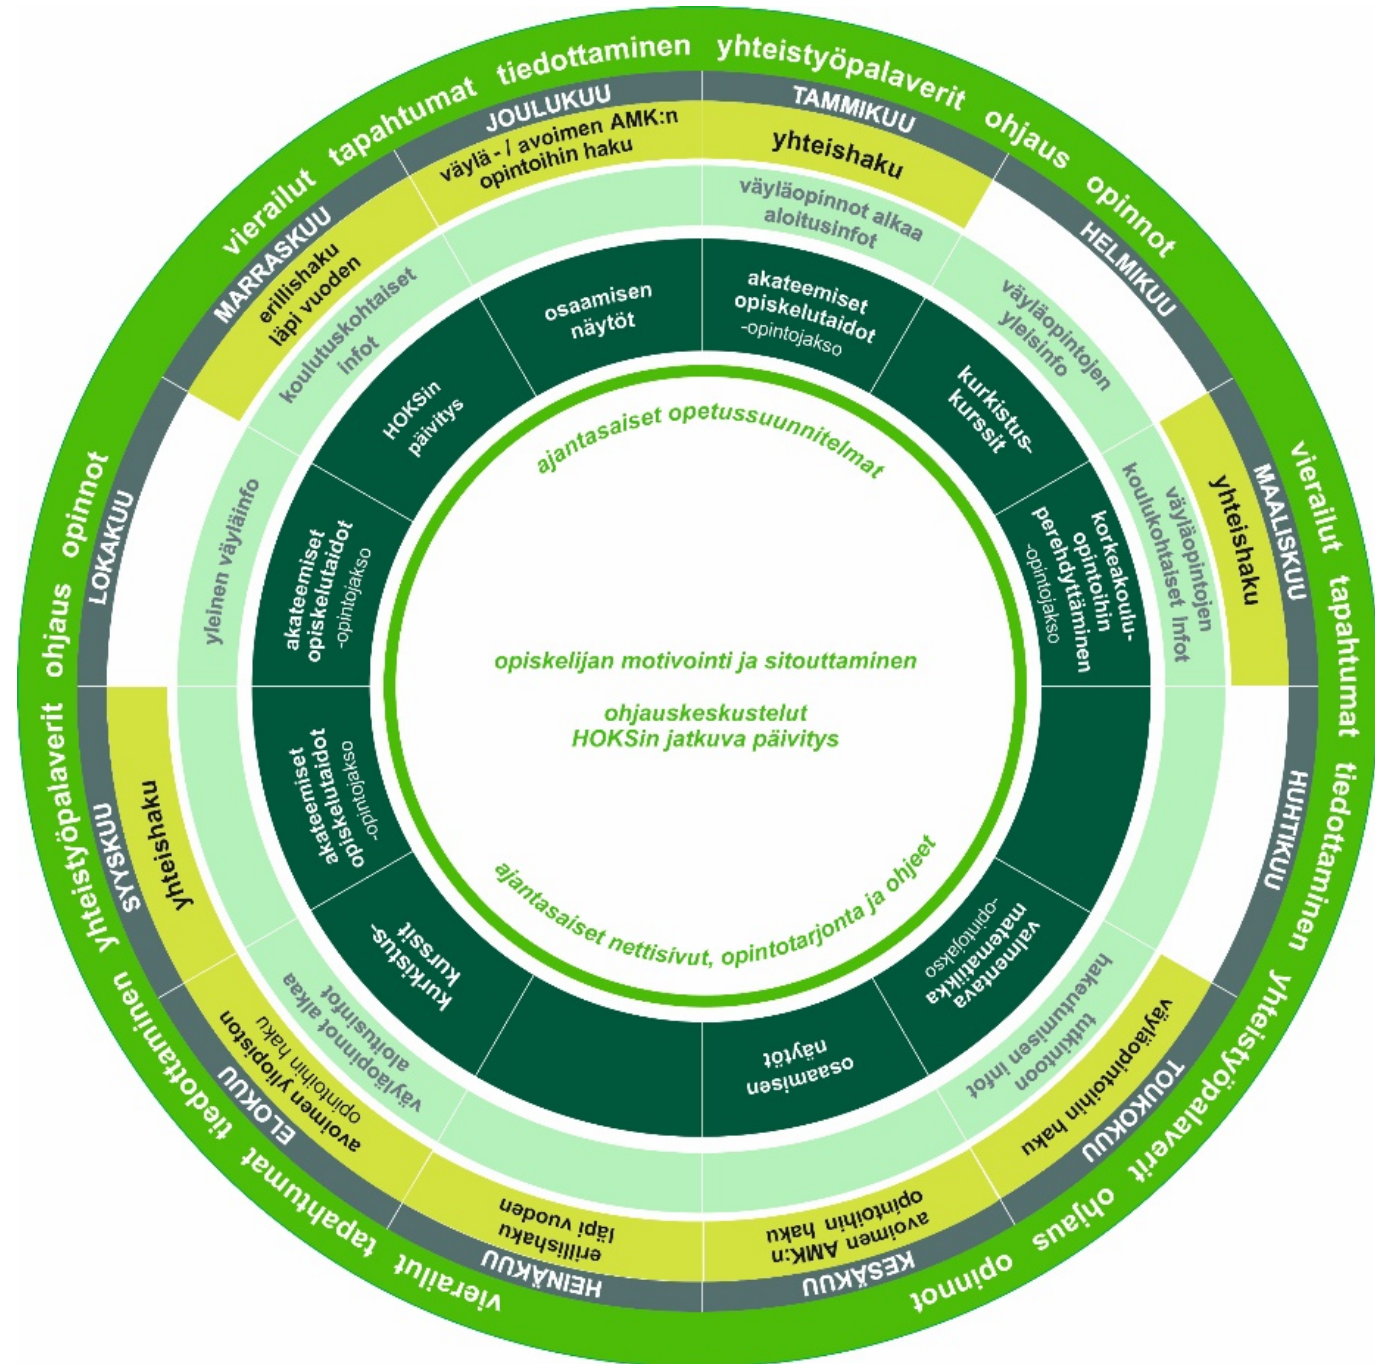 vierailut tapahtumat tiedottaminen yhteistyöpalaverit ohjaus opinnot
vierailut tapahtumat tiedottaminen yhteistyöpalaverit ohjaus opinnot
vierailut tapahtumat tiedottaminen yhteistyöpalaverit ohjaus opinnot
TAMMIKUU
yhteishaku
väyläopinnot alkaa
aloitusinfot
akateemiset
opiskelutaidot
-opintojakso
HELMIKUU
väyläopintojen
yleisinfo
kurkistus-
kurssit
MAALISKUU
yhteishaku
väyläopintojen
koulukohtaiset Infot
korkeakoulu-
opintoihin
perehdyttäminen
-opintojakso
HUHTIKUU
TOUKOKUU
väyläopintoihin haku
tutkintoon
hakeutumisen infot
valmentava
matematiikka
-opintojakso
KESÄKUU
avoimen AMK:n
opintoihin haku
osaamisen
näytöt
HEINÄKUU
erillishaku
läpi vuoden
ELOKUU
avoimen yliopiston
opintoihin haku
väyläopinnot alkaa
aloitusinfot
kurkistus-
kurssit
SYYSKUU
yhteishaku
akateemiset
opiskelutaidot
-opintojakso
LOKAKUU
yleinen väyläinfo
akateemiset
opiskelutaidot
-opintojakso
MARRASKUU
erillishaku
läpi vuoden
koulutuskohtaiset
infot
HOKSin
päivitys
JOULUKUU
väylä - / avoimen AMK:n
opintoihin haku
osaamisen
näytöt
ajantasaiset opetussuunnitelmat
opiskelijan motivointi ja sitouttaminen
ohjauskeskustelut
HOKSin jatkuva päivitys
ajantasaiset nettisivut, opintotarjonta ja ohjeet